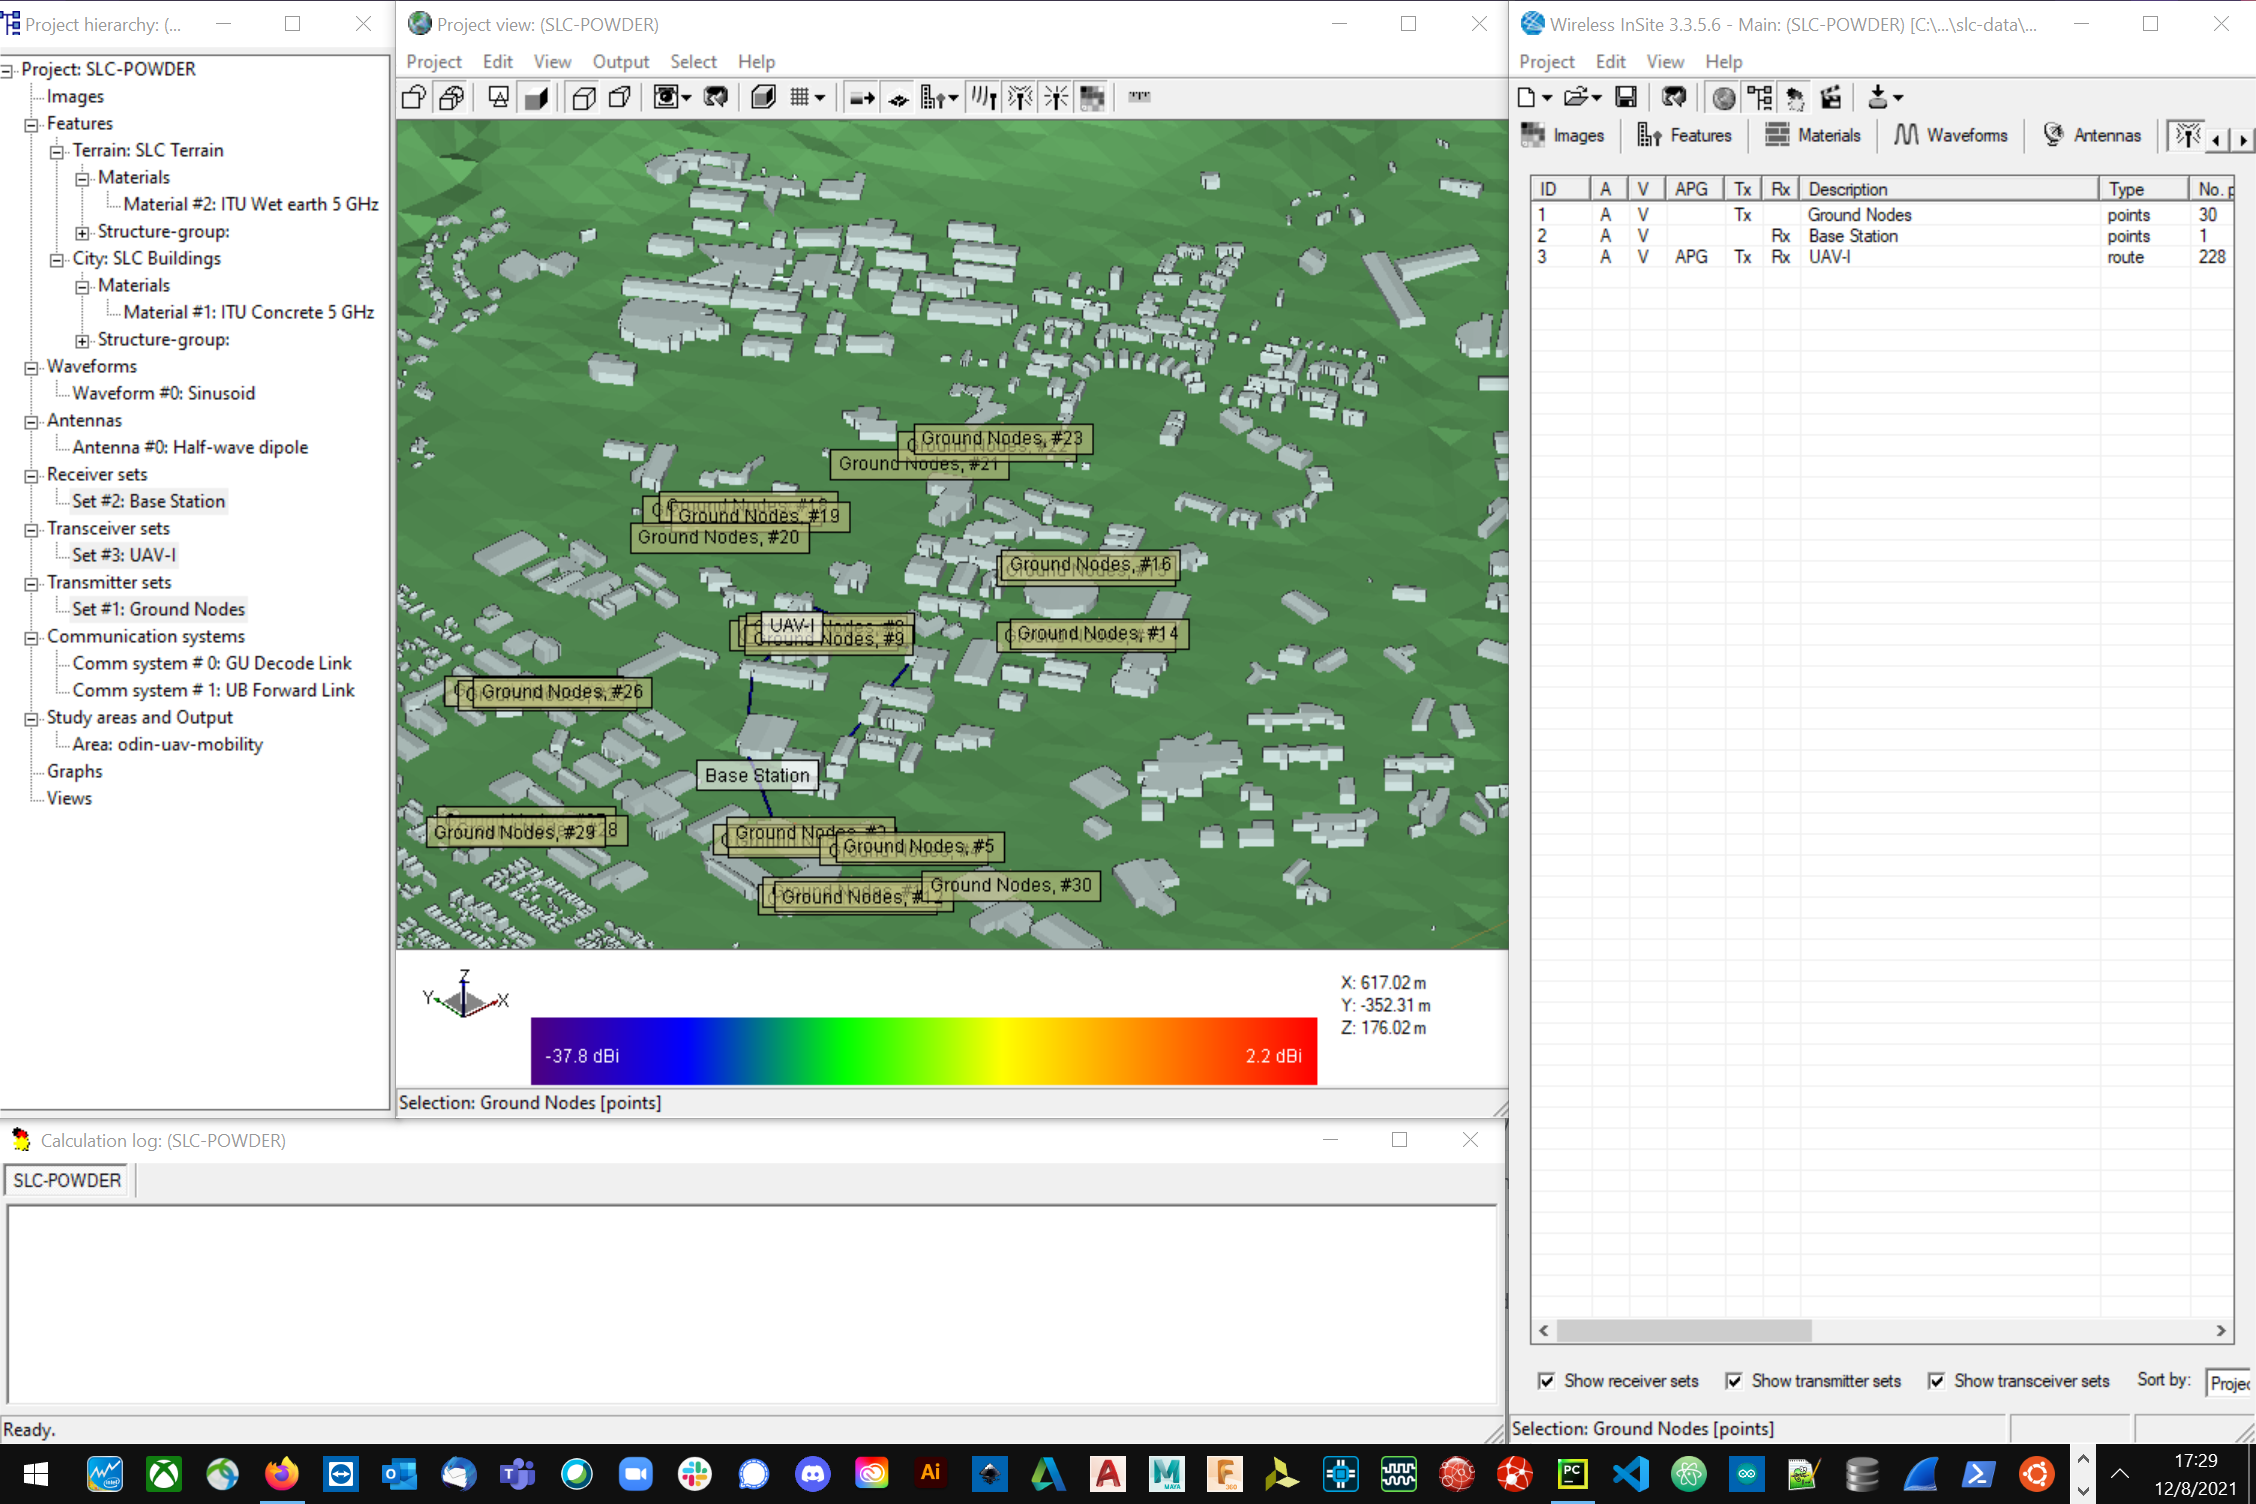 Project hierarchy: (...
Project: SLC-POWDER
Images
Features
Terrain: SLC Terrain
Materials
Material #2: ITU Wet earth 5 GHz
Structure-group:
City: SLC Buildings
Materials
Material #1: ITU Concrete 5 GHz
Structure-group:
Waveforms
Waveform #0: Sinusoid
Antennas
Antenna #0: Half-wave dipole
Receiver sets
Set #2: Base Station
Transceiver sets
Set #3: UAV-I
Transmitter sets
Set #1: Ground Nodes
Communication systems
Comm system # 0: GU Decode Link
Comm system # 1: UB Forward Link
Study areas and Output
Area: odin-uav-mobility
Graphs
Views
Project view: (SLC-POWDER)
Project Edit View Output Select Help
Ground Nodes, #23
Ground Nodes, #21
Ground Nodes, #19
Ground Nodes, #20
Ground Nodes, #16
UAV-I
Ground Nodes, #9
Ground Nodes, #14
Ground Nodes, #26
Base Station
Ground Nodes, #29
Ground Nodes, #5
Ground Nodes, #30
Ground Nodes, #12
Z
Y
X
-37.8 dBi
2.2 dBi
X: 617.02 m
Y: -352.31 m
Z: 176.02 m
Selection: Ground Nodes [points]
Wireless InSite 3.3.5.6 - Main: (SLC-POWDER) [C:\...\slc-data\...
Project Edit View Help
Images Features Materials Waveforms Antennas
ID A V APG Tx Rx Description Type No. p
1 A V Tx Ground Nodes points 30
2 A V Rx Base Station points 1
3 A V APG Tx Rx UAV-I route 228
Show receiver sets Show transmitter sets Show transceiver sets Sort by: Projec
Selection: Ground Nodes [points]
Calculation log: (SLC-POWDER)
SLC-POWDER
Ready.
17:29
12/8/2021